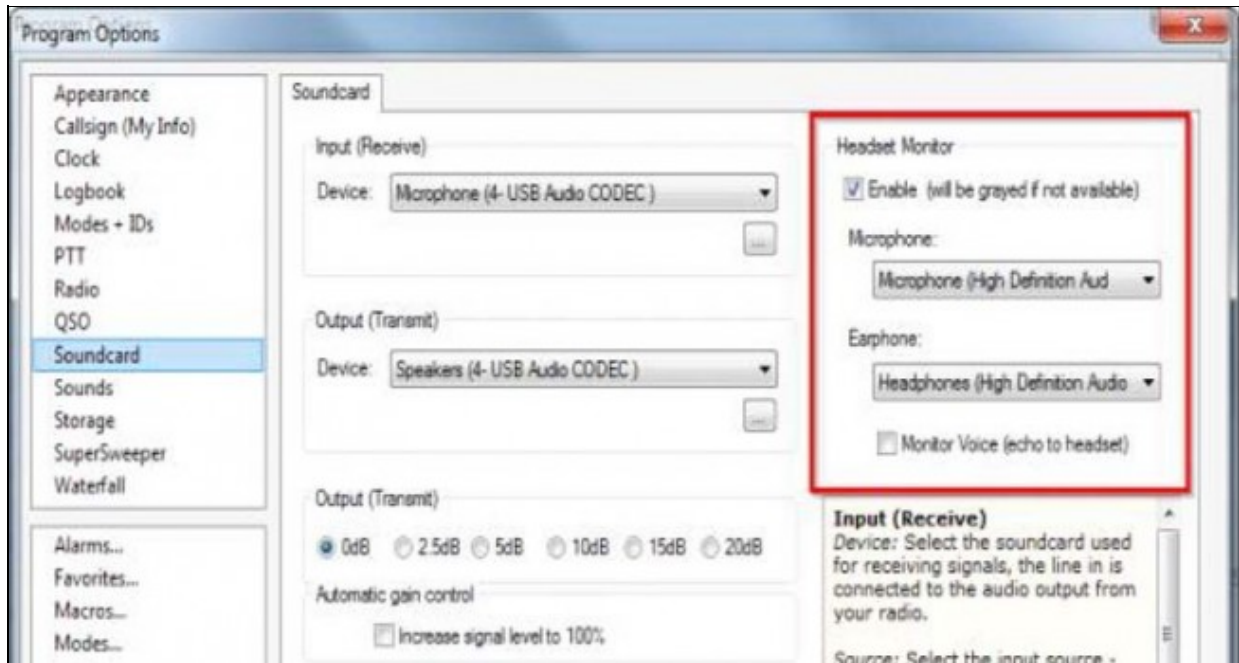 Program Options
Appearance
Callsign (My Info)
Clock
Logbook
Modes + IDs
PTT
Radio
QSO
Soundcard
Sounds
Storage
SuperSweeper
Waterfall
Alarms...
Favorites...
Macros...
Modes...
Soundcard
Input (Receive)
Device: Microphone (4- USB Audio CODEC )
...
Output (Transmit)
Device: Speakers (4- USB Audio CODEC )
...
Output (Transmit)
0dB 2.5dB 5dB 10dB 15dB 20dB
Automatic gain control
Increase signal level to 100%
Headset Monitor
Enable (will be grayed if not available)
Microphone:
Microphone (High Definition Aud
Earphone:
Headphones (High Definition Audio
Monitor Voice (echo to headset)
Input (Receive)
Device: Select the soundcard used
for receiving signals, the line in is
connected to the audio output from
your radio.
Source: Select the input source -